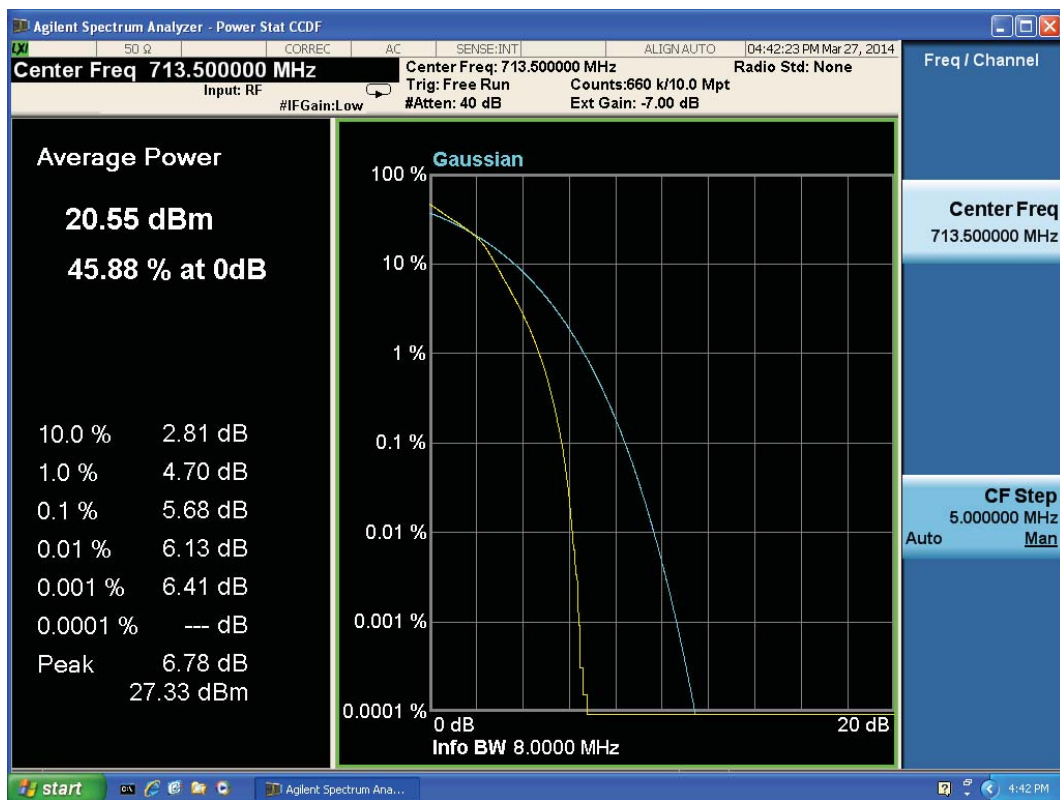 Agilent Spectrum Analyzer - Power Stat CCDF
LXI 50 Ω CORREC AC SENSE:INT ALIGN AUTO 04:42:23 PM Mar 27, 2014
Center Freq 713.500000 MHz
Input: RF
#IFGain:Low
Center Freq: 713.500000 MHz Radio Std: None
Trig: Free Run Counts:660 k/10.0 Mpt
#Atten: 40 dB Ext Gain: -7.00 dB
Average Power
20.55 dBm
45.88 % at 0dB
10.0 % 2.81 dB
1.0 % 4.70 dB
0.1 % 5.68 dB
0.01 % 6.13 dB
0.001 % 6.41 dB
0.0001 % --- dB
Peak 6.78 dB
27.33 dBm
Gaussian
100 %
10 %
1 %
0.1 %
0.01 %
0.001 %
0.0001 %
0 dB 20 dB
Info BW 8.0000 MHz
Freq / Channel
Center Freq
713.500000 MHz
CF Step
5.000000 MHz
Auto Man
start Agilent Spectrum Ana... 4:42 PM